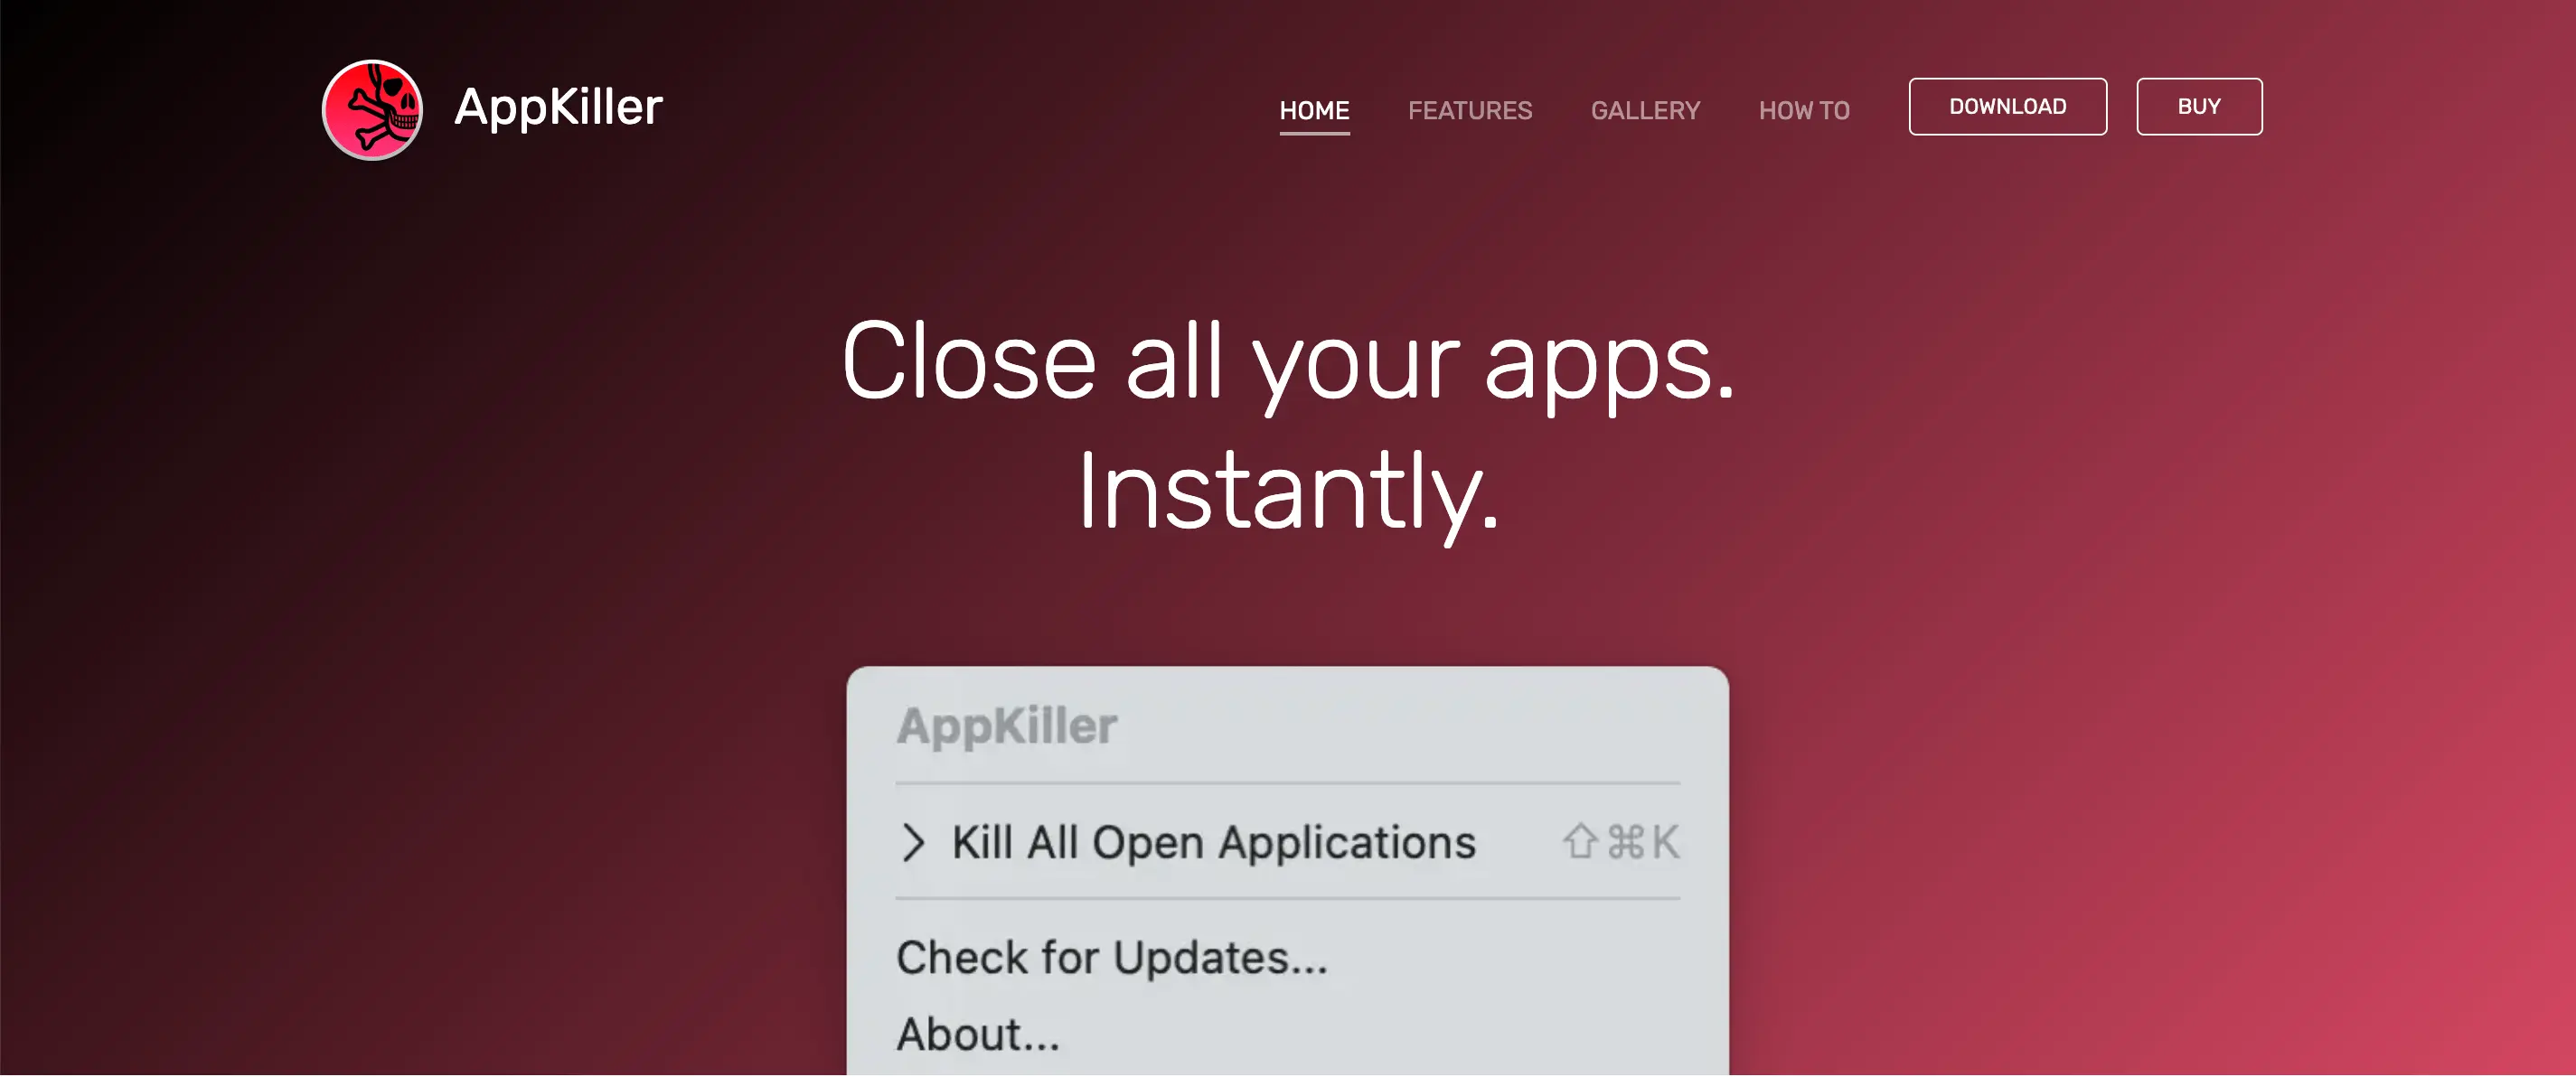 AppKiller
HOME FEATURES GALLERY HOW TO DOWNLOAD BUY
Close all your apps.
Instantly.
AppKiller
Kill All Open Applications ⇧⌘K
Check for Updates...
About...